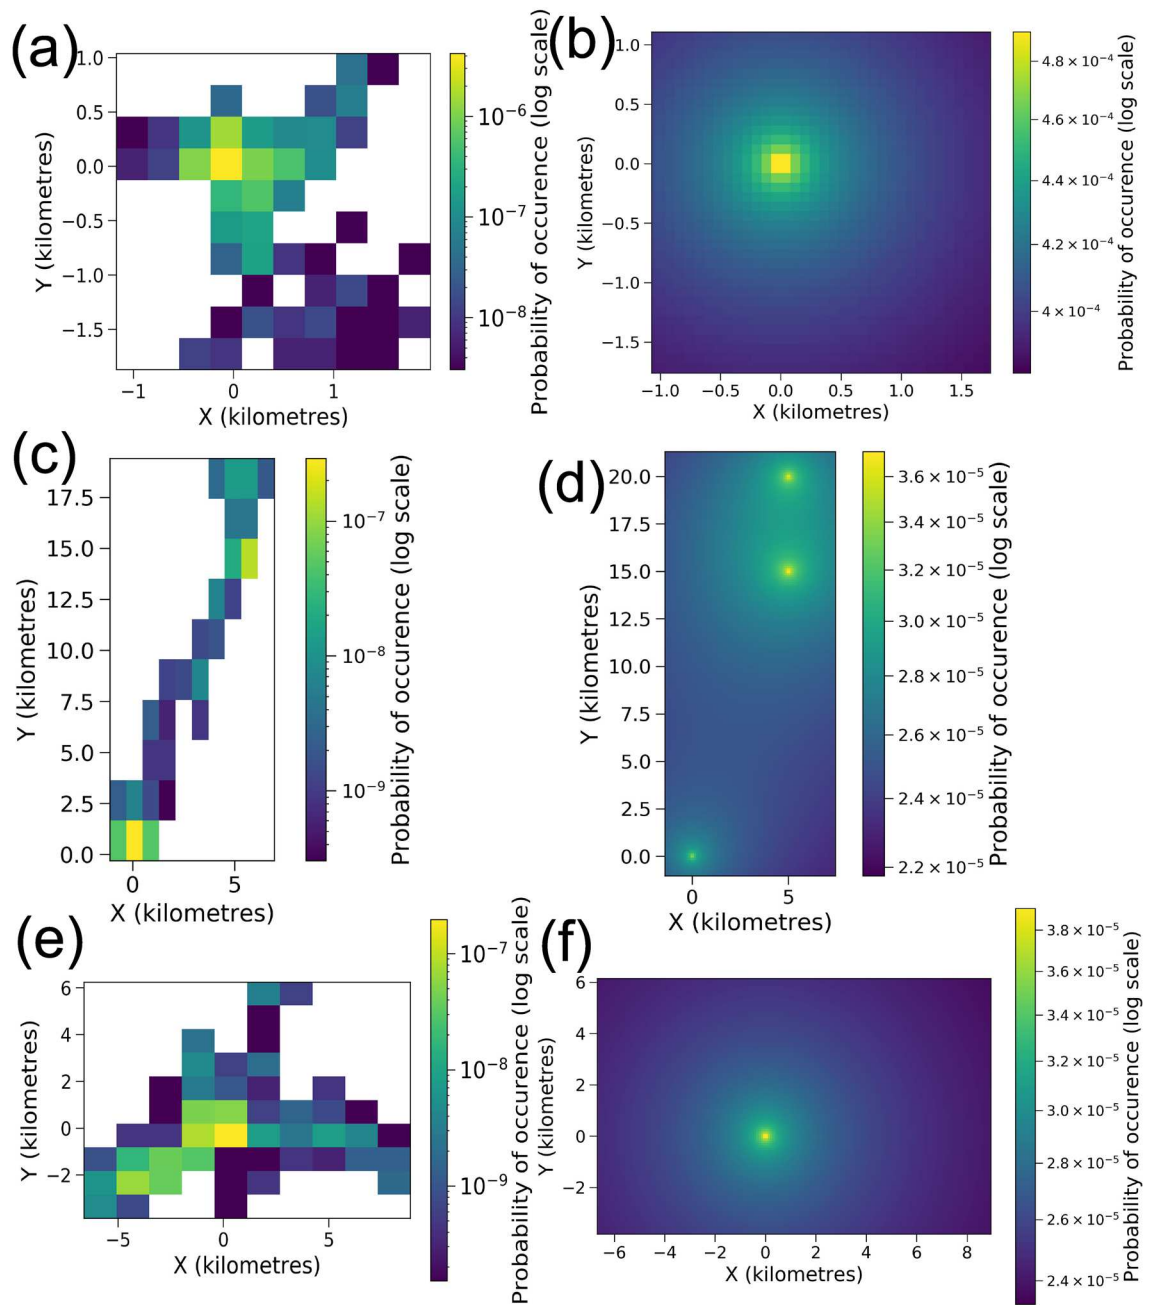 (a)
1.0
0.5
0.0
−0.5
−1.0
−1.5
Y (kilometres)
−1
0
1
X (kilometres)
10⁻⁶
10⁻⁷
10⁻⁸
Probability of occurence (log scale)
(b)
1.0
0.5
0.0
−0.5
−1.0
−1.5
Y (kilometres)
−1.0
−0.5
0.0
0.5
1.0
1.5
X (kilometres)
4.8 × 10⁻⁴
4.6 × 10⁻⁴
4.4 × 10⁻⁴
4.2 × 10⁻⁴
4 × 10⁻⁴
Probability of occurence (log scale)
(c)
17.5
15.0
12.5
10.0
7.5
5.0
2.5
0.0
Y (kilometres)
0
5
X (kilometres)
10⁻⁷
10⁻⁸
10⁻⁹
Probability of occurence (log scale)
(d)
20.0
17.5
15.0
12.5
10.0
7.5
5.0
2.5
0.0
Y (kilometres)
0
5
X (kilometres)
3.6 × 10⁻⁵
3.4 × 10⁻⁵
3.2 × 10⁻⁵
3.0 × 10⁻⁵
2.8 × 10⁻⁵
2.6 × 10⁻⁵
2.4 × 10⁻⁵
2.2 × 10⁻⁵
Probability of occurence (log scale)
(e)
6
4
2
0
−2
Y (kilometres)
−5
0
5
X (kilometres)
10⁻⁷
10⁻⁸
10⁻⁹
Probability of occurence (log scale)
(f)
6
4
2
0
−2
Y (kilometres)
−6
−4
−2
0
2
4
6
8
X (kilometres)
3.8 × 10⁻⁵
3.6 × 10⁻⁵
3.4 × 10⁻⁵
3.2 × 10⁻⁵
3.0 × 10⁻⁵
2.8 × 10⁻⁵
2.6 × 10⁻⁵
2.4 × 10⁻⁵
Probability of occurence (log scale)